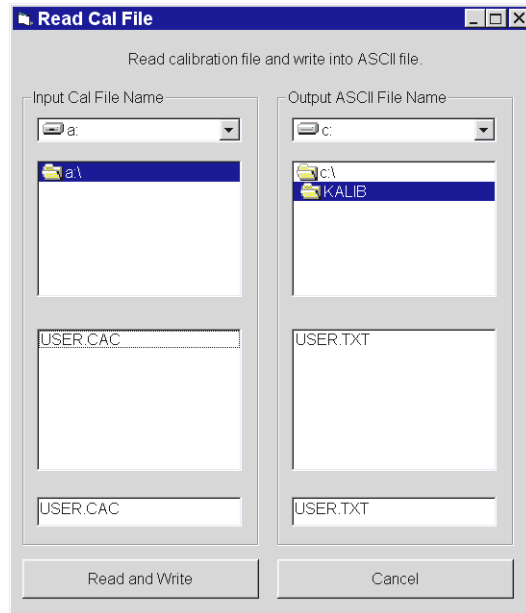 Read Cal File
Read calibration file and write into ASCII file.
Input Cal File Name
a:
a:\
USER.CAC
USER.CAC
Output ASCII File Name
c:
c:\
KALIB
USER.TXT
USER.TXT
Read and Write
Cancel